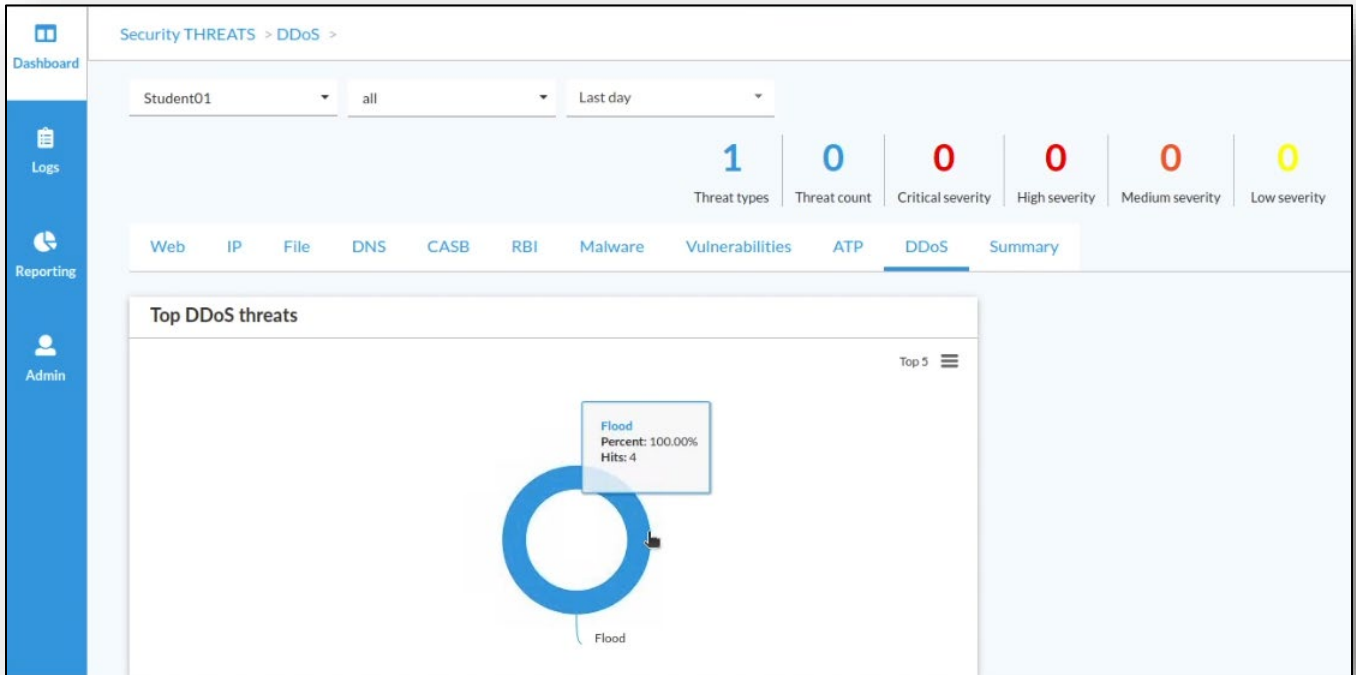 Dashboard
Logs
Reporting
Admin
Security THREATS > DDoS >
Student01 all Last day
1 0 0 0 0 0
Threat types Threat count Critical severity High severity Medium severity Low severity
Web IP File DNS CASB RBI Malware Vulnerabilities ATP DDoS Summary
Top DDoS threats
Top 5
Flood
Percent: 100.00%
Hits: 4
Flood